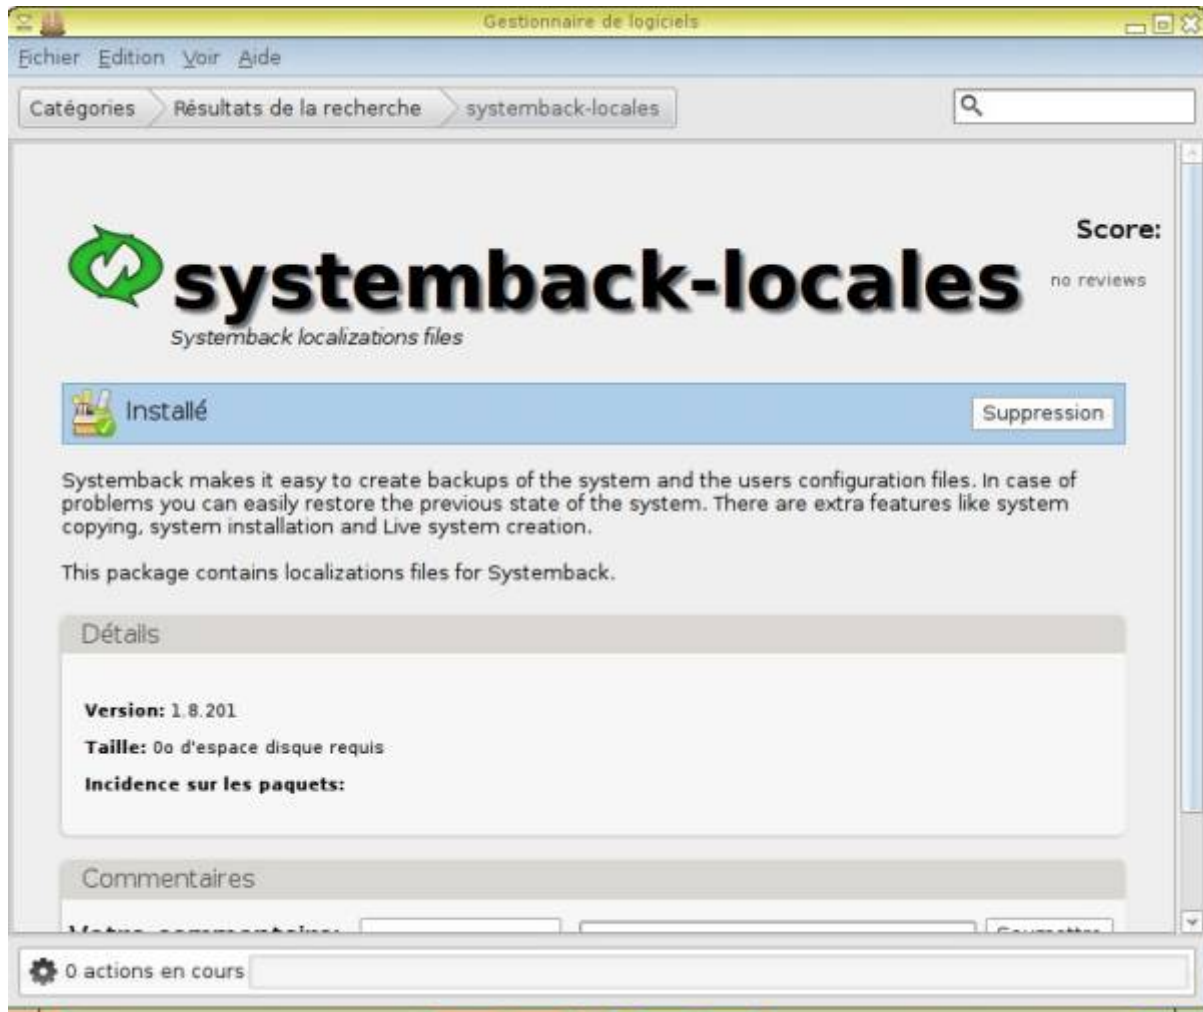 Gestionnaire de logiciels
Fichier Edition Voir Aide
Catégories Résultats de la recherche systemback-locales
Score:
systemback-locales
no reviews
Systemback localizations files
Installé Suppression
Systemback makes it easy to create backups of the system and the users configuration files. In case of
problems you can easily restore the previous state of the system. There are extra features like system
copying, system installation and Live system creation.
This package contains localizations files for Systemback.
Détails
Version: 1.8.201
Taille: 0o d'espace disque requis
Incidence sur les paquets:
Commentaires
Votre commentaire: Soumettre
0 actions en cours